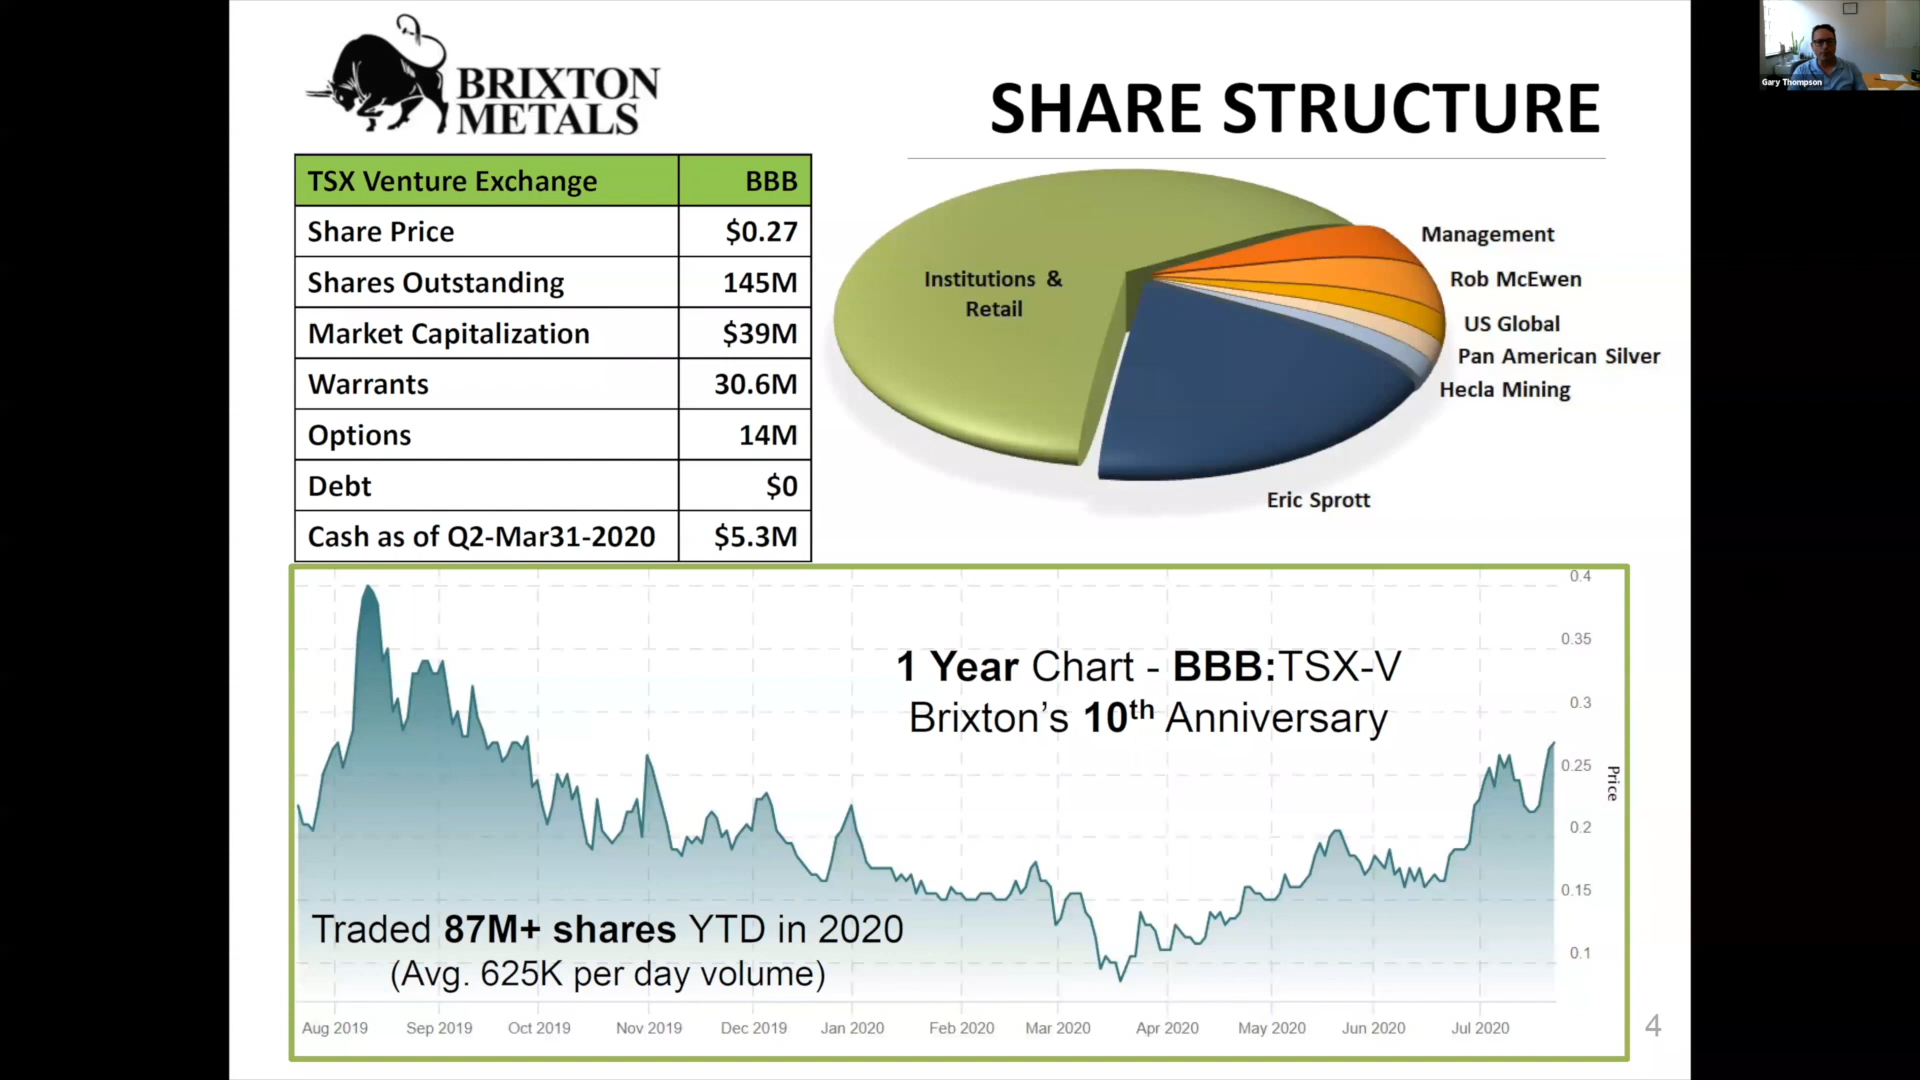 BRIXTON
METALS
SHARE STRUCTURE
Gary Thompson
TSX Venture Exchange BBB
Share Price $0.27
Shares Outstanding 145M
Market Capitalization $39M
Warrants 30.6M
Options 14M
Debt $0
Cash as of Q2-Mar31-2020 $5.3M
Institutions &
Retail
Management
Rob McEwen
US Global
Pan American Silver
Hecla Mining
Eric Sprott
1 Year Chart - BBB:TSX-V
Brixton's 10th Anniversary
Traded 87M+ shares YTD in 2020
(Avg. 625K per day volume)
0.4
0.35
0.3
0.25
0.2
0.15
0.1
Price
Aug 2019 Sep 2019 Oct 2019 Nov 2019 Dec 2019 Jan 2020 Feb 2020 Mar 2020 Apr 2020 May 2020 Jun 2020 Jul 2020
4